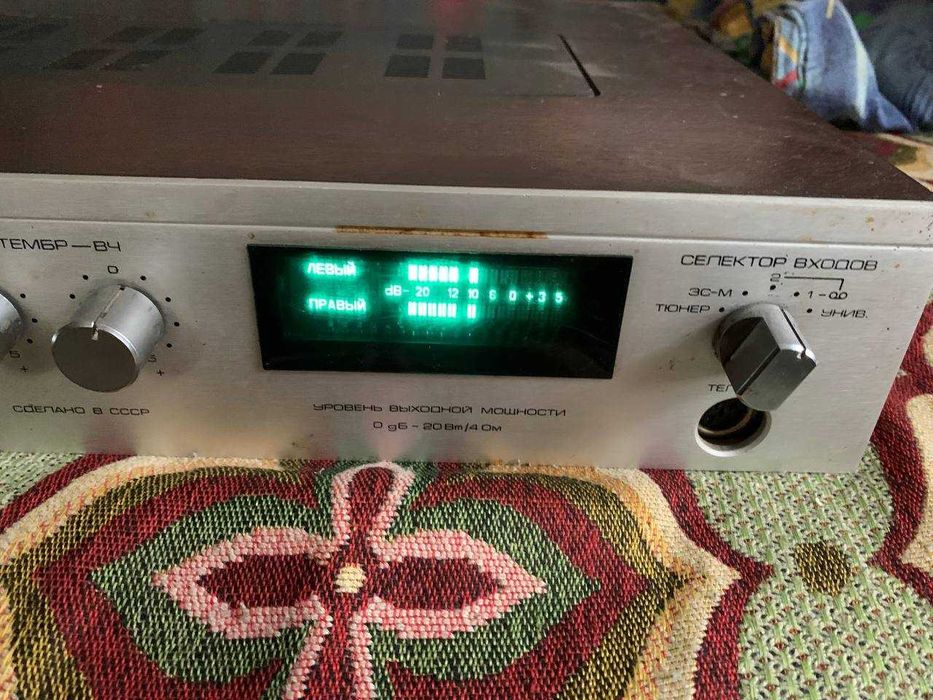 ТЕМБР—ВЧ
0
+
+
СДЕЛАНО В СССР
ЛЕВЫЙ
dB- 20 12 10 6 0 +3 5
ПРАВЫЙ
УРОВЕНЬ ВЫХОДНОЙ МОЩНОСТИ
0 дБ - 20 Вт/4 Ом
СЕЛЕКТОР ВХОДОВ
2
ЭС-М 1
ТЮНЕР УНИВ.
ТЕЛ